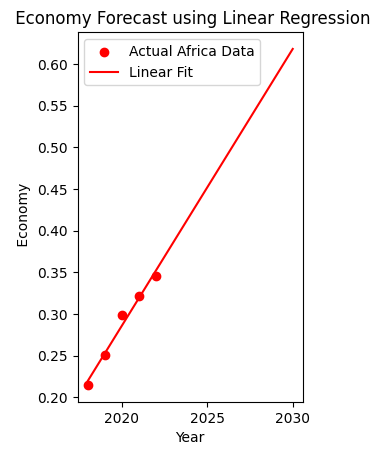 Economy Forecast using Linear Regression
Actual Africa Data
Linear Fit
0.60
0.55
0.50
0.45
0.40
0.35
0.30
0.25
0.20
Economy
2020
2025
2030
Year